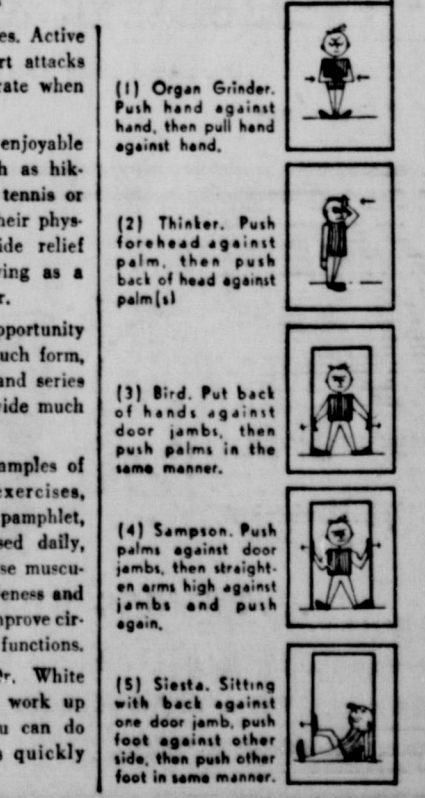 es. Active
rt attacks
rate when
enjoyable
h as hik-
tennis or
heir phys-
ide relief
ing as a
r.
pportunity
uch form,
and series
ide much
amples of
exercises,
pamphlet,
sed daily,
se muscu-
eness and
mprove cir-
functions.
Dr. White
work up
u can do
quickly
(1) Organ Grinder.
Push hand against
hand, then pull hand
against hand.
(2) Thinker. Push
forehead against
palm, then push
back of head against
palm(s)
(3) Bird. Put back
of hands against
door jambs, then
push palms in the
same manner.
(4) Sampson. Push
palms against door
jambs, then straight-
en arms high against
jambs and push
again.
(5) Siesta. Sitting
with back against
one door jamb, push
foot against other
side, then push other
foot in same manner.